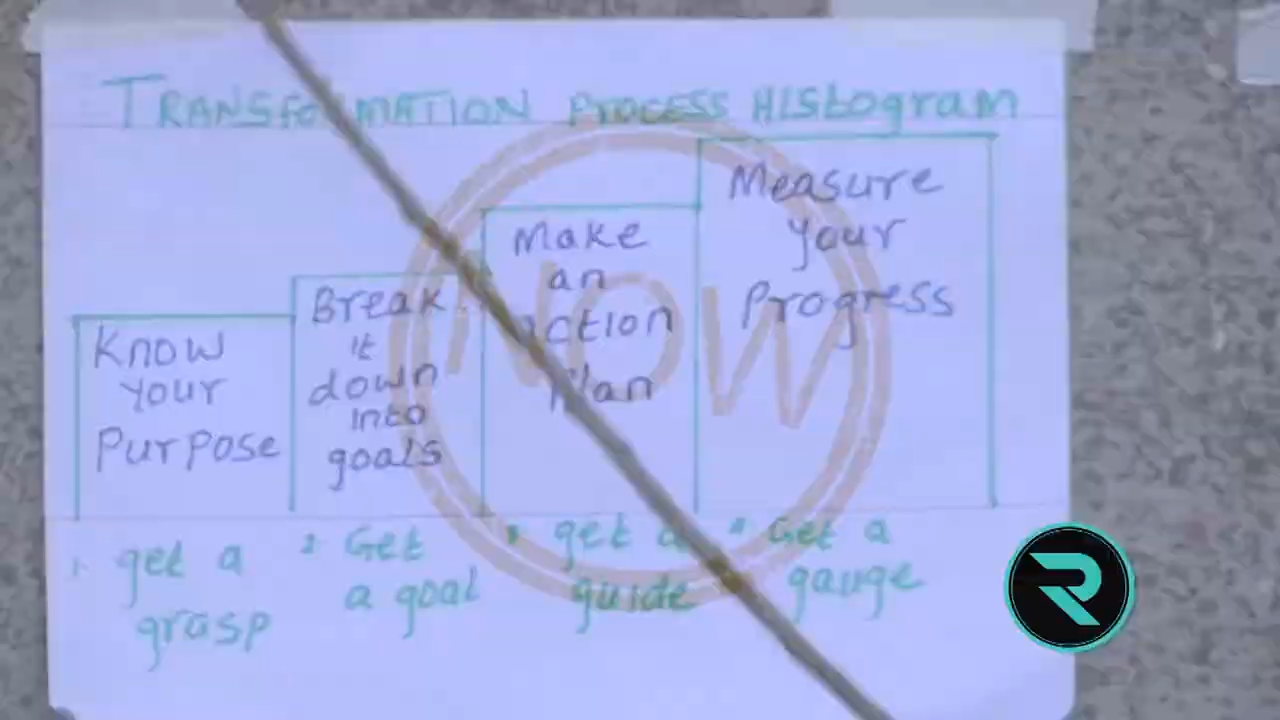 TRANSFORMATION PROCESS HIStogram
Know
your
Purpose
Break
it
down
into
goals
Make
an
action
Plan
Measure
your
Progress
1. get a
grasp
2 Get
a goal
3 get a
guide
4 Get a
gauge
NOW
R